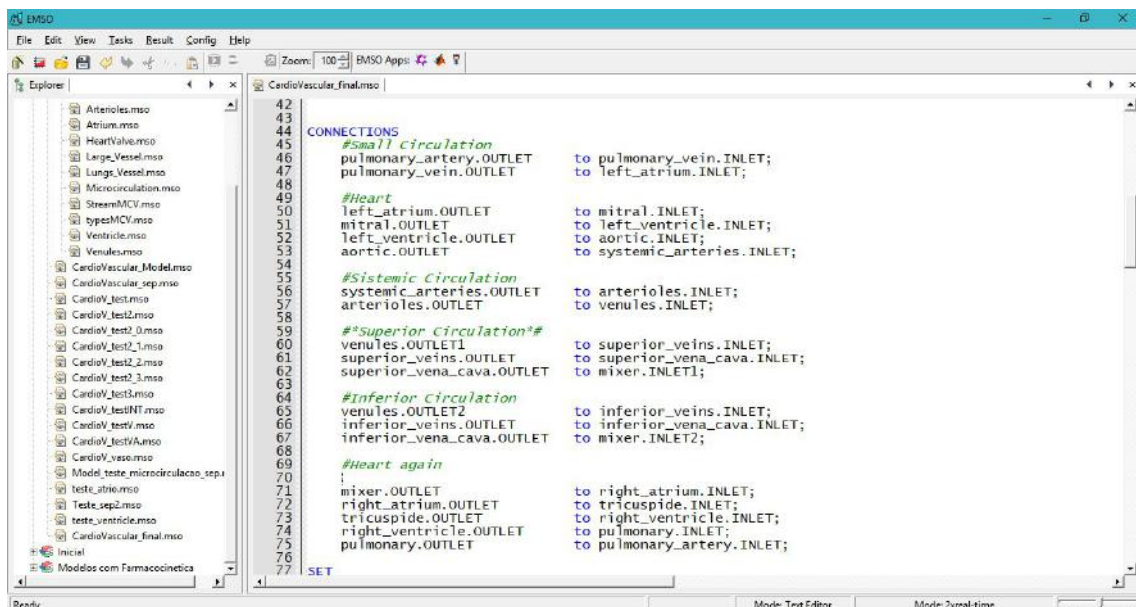 EMSO
File Edit View Tasks Result Config Help
Zoom: 100 EMSO Apps:
Explorer
CardioVascular_final.mso
Arterioles.mso
Atrium.mso
HeartValve.mso
Large_Vessel.mso
Lungs_Vessel.mso
Microcirculation.mso
StreamMCV.mso
typesMCV.mso
Ventricle.mso
Venules.mso
CardioVascular_Model.mso
CardioVascular_sep.mso
CardioV_test.mso
CardioV_test2.mso
CardioV_test2_0.mso
CardioV_test2_1.mso
CardioV_test2_2.mso
CardioV_test2_3.mso
CardioV_test3.mso
CardioV_testINT.mso
CardioV_testV.mso
CardioV_testVA.mso
CardioV_vaso.mso
Model_teste_microcirculacao_sep.
teste_atrio.mso
Teste_sep2.mso
teste_ventricle.mso
CardioVascular_final.mso
Inicial
Modelos com Farmacocinetica
42
43
44 CONNECTIONS
45 #Small Circulation
46 pulmonary_artery.OUTLET to pulmonary_vein.INLET;
47 pulmonary_vein.OUTLET to left_atrium.INLET;
48
49 #Heart
50 left_atrium.OUTLET to mitral.INLET;
51 mitral.OUTLET to left_ventricle.INLET;
52 left_ventricle.OUTLET to aortic.INLET;
53 aortic.OUTLET to systemic_arteries.INLET;
54
55 #Sistemic Circulation
56 systemic_arteries.OUTLET to arterioles.INLET;
57 arterioles.OUTLET to venules.INLET;
58
59 #*Superior Circulation*#
60 venules.OUTLET1 to superior_veins.INLET;
61 superior_veins.OUTLET to superior_vena_cava.INLET;
62 superior_vena_cava.OUTLET to mixer.INLET1;
63
64 #Inferior Circulation
65 venules.OUTLET2 to inferior_veins.INLET;
66 inferior_veins.OUTLET to inferior_vena_cava.INLET;
67 inferior_vena_cava.OUTLET to mixer.INLET2;
68
69 #Heart again
70
71 mixer.OUTLET to right_atrium.INLET;
72 right_atrium.OUTLET to tricuspide.INLET;
73 tricuspide.OUTLET to right_ventricle.INLET;
74 right_ventricle.OUTLET to pulmonary.INLET;
75 pulmonary.OUTLET to pulmonary_artery.INLET;
76
77 SET
Ready
Mode: Text Editor
Mode: 2xreal-time